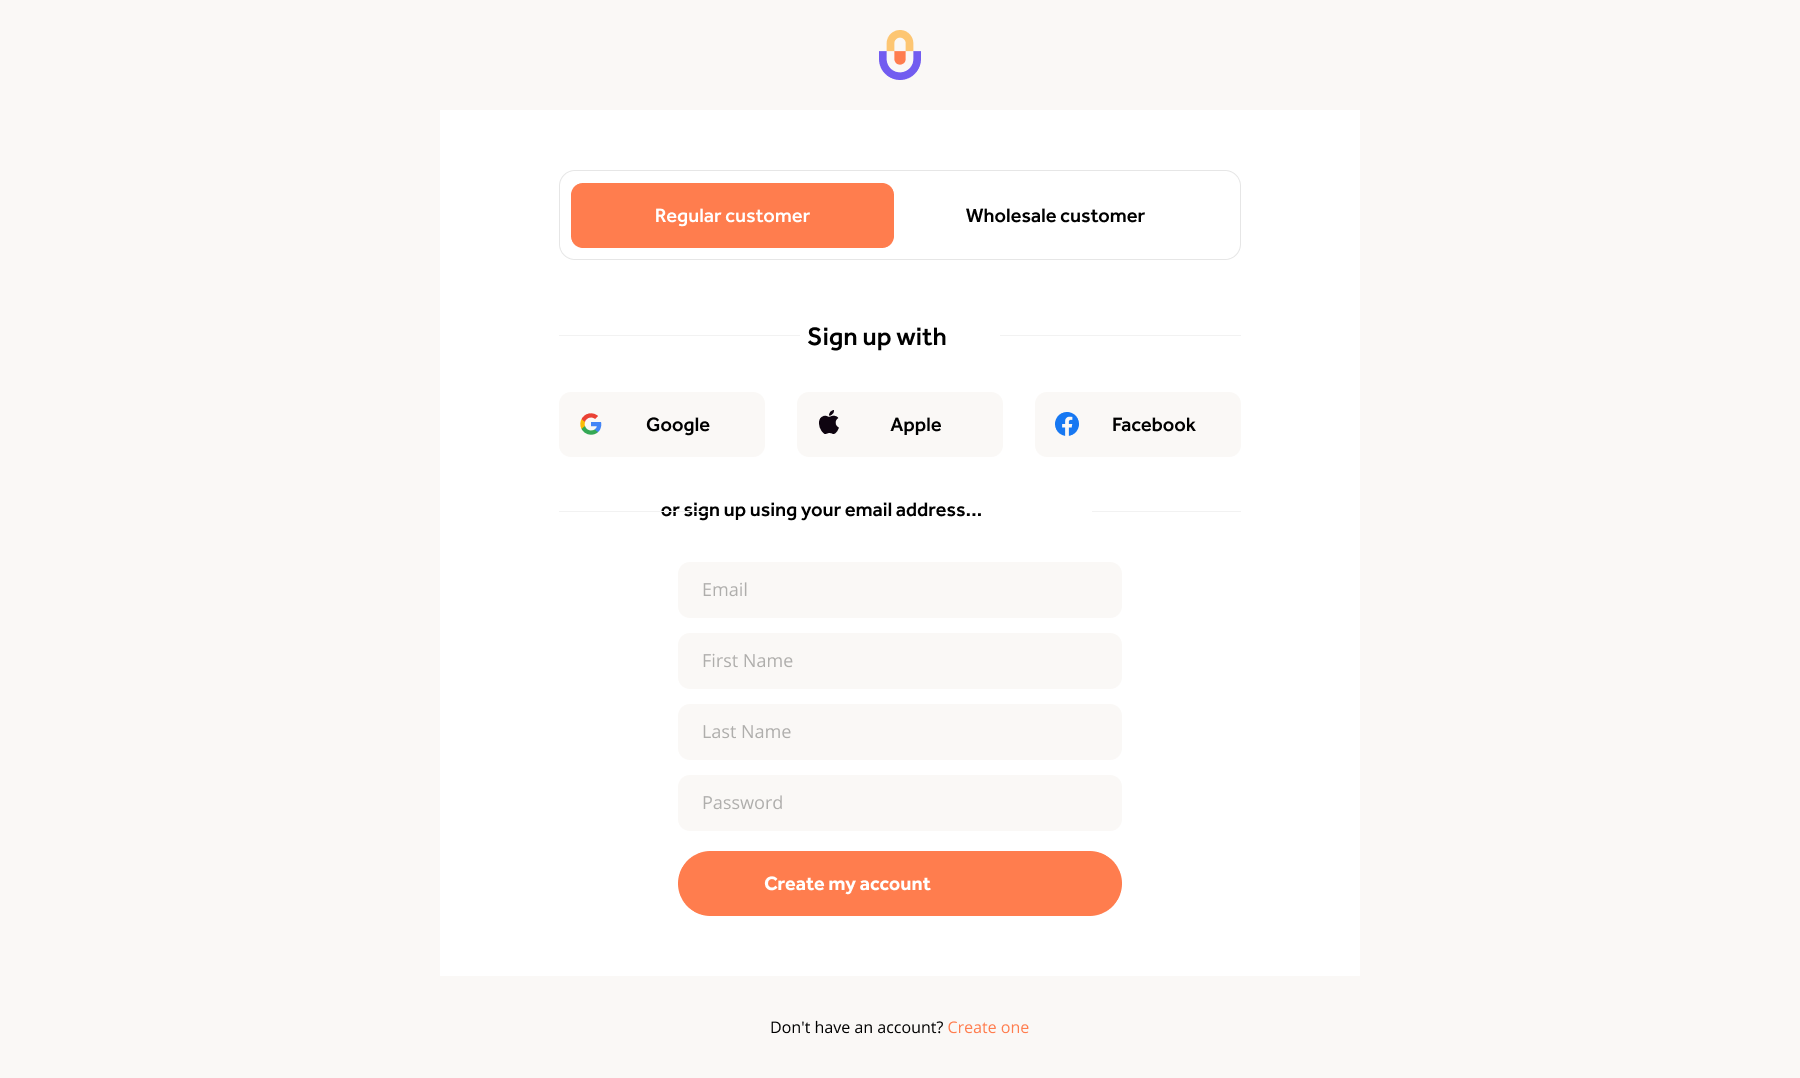 Regular customer
Wholesale customer
Sign up with
Google
Apple
Facebook
or sign up using your email address...
Email
First Name
Last Name
Password
Create my account
Don't have an account? Create one